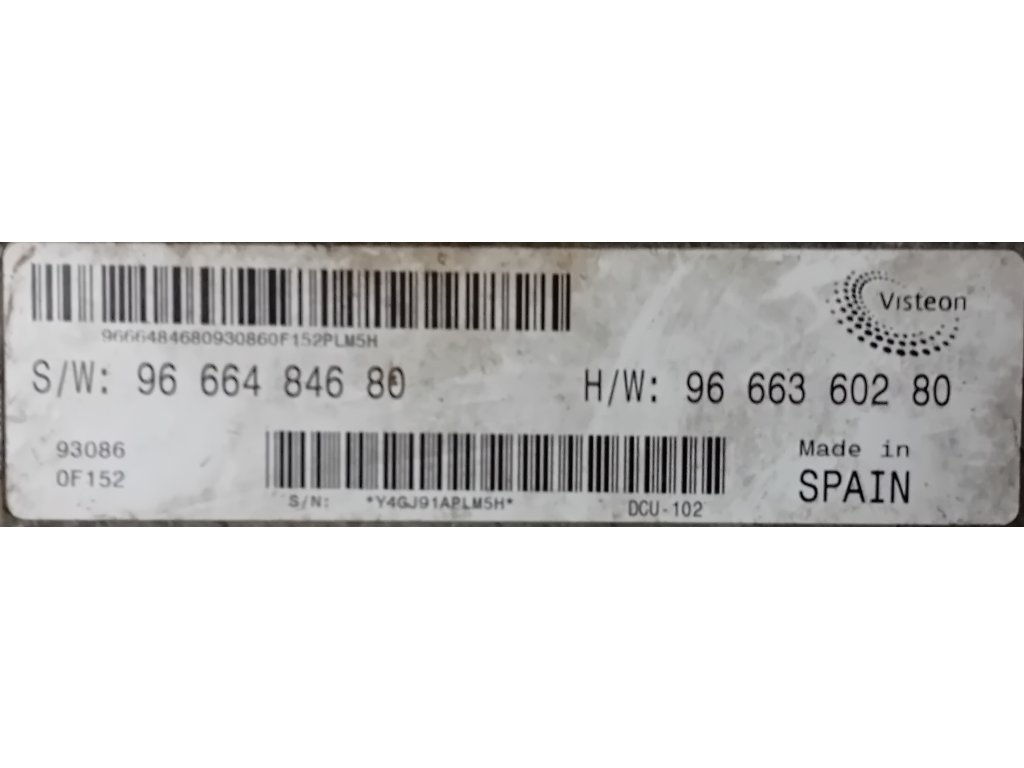 Visteon
9666484680930860F152PLM5H
S/W: 96 664 846 80
H/W: 96 663 602 80
93086
0F152
Made in
SPAIN
S/N: *Y4GJ91APLM5H*
DCU-102